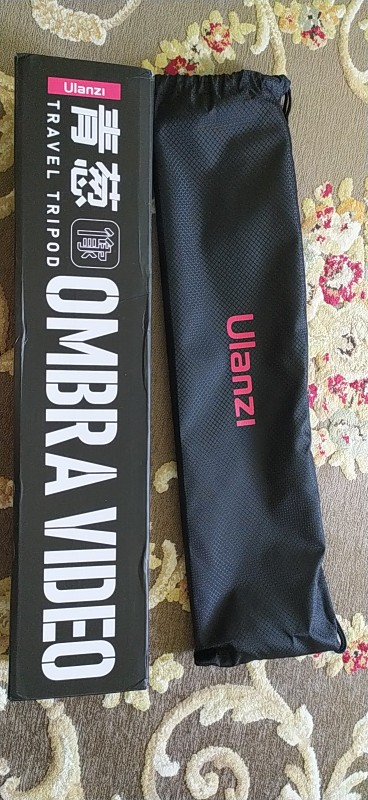 Ulanzi
青葱
TRAVEL TRIPOD
OMBRA VIDEO
Ulanzi